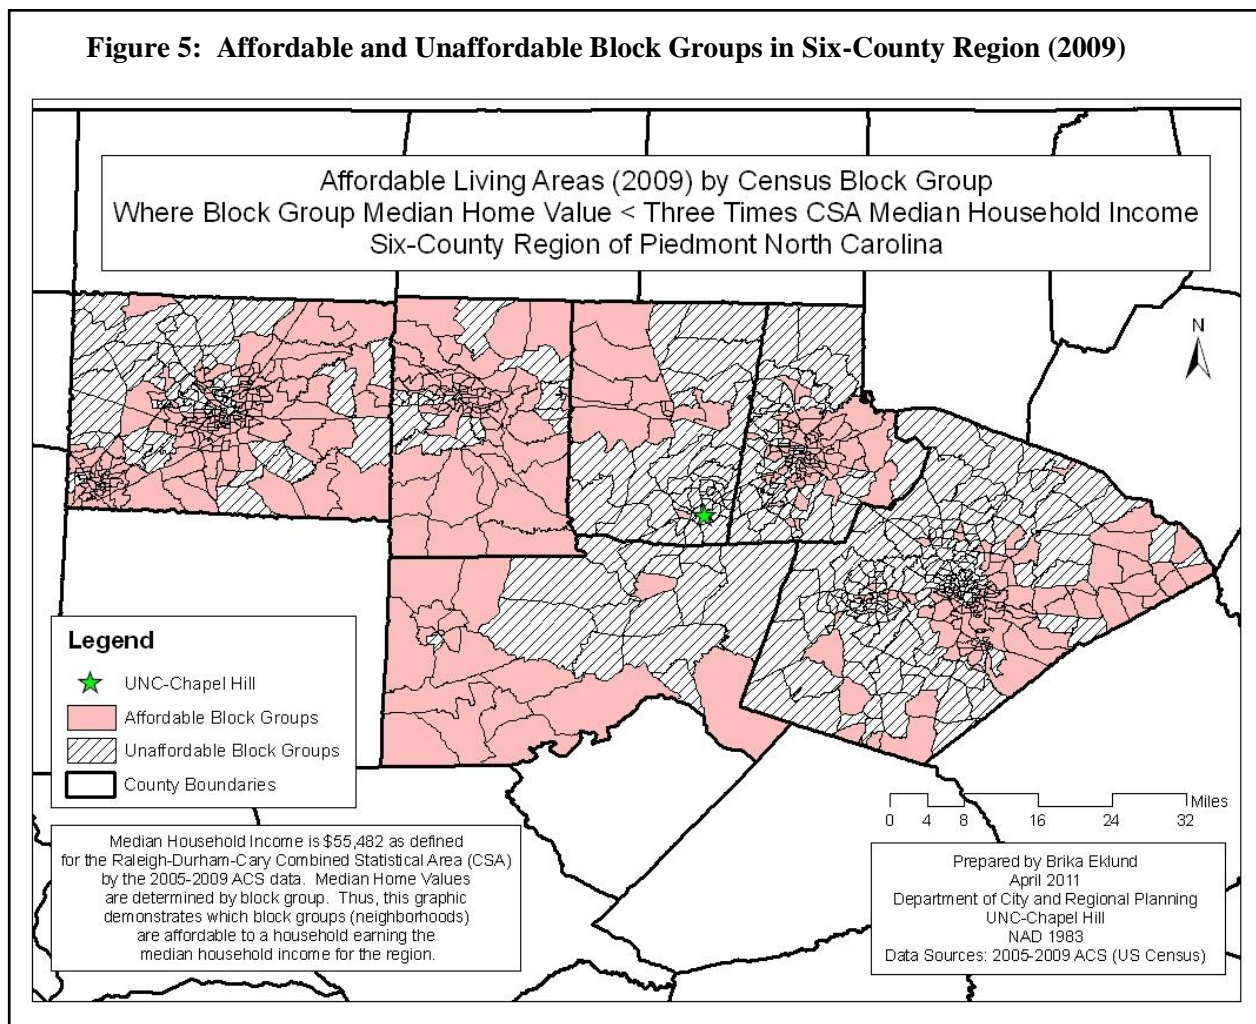 Figure 5:  Affordable and Unaffordable Block Groups in Six-County Region (2009)
Affordable Living Areas (2009) by Census Block Group
Where Block Group Median Home Value < Three Times CSA Median Household Income
Six-County Region of Piedmont North Carolina
N
Legend
UNC-Chapel Hill
Affordable Block Groups
Unaffordable Block Groups
County Boundaries
Miles
0 4 8 16 24 32
Median Household Income is $55,482 as defined
for the Raleigh-Durham-Cary Combined Statistical Area (CSA)
by the 2005-2009 ACS data.  Median Home Values
are determined by block group.  Thus, this graphic
demonstrates which block groups (neighborhoods)
are affordable to a household earning the
median household income for the region.
Prepared by Brika Eklund
April 2011
Department of City and Regional Planning
UNC-Chapel Hill
NAD 1983
Data Sources: 2005-2009 ACS (US Census)